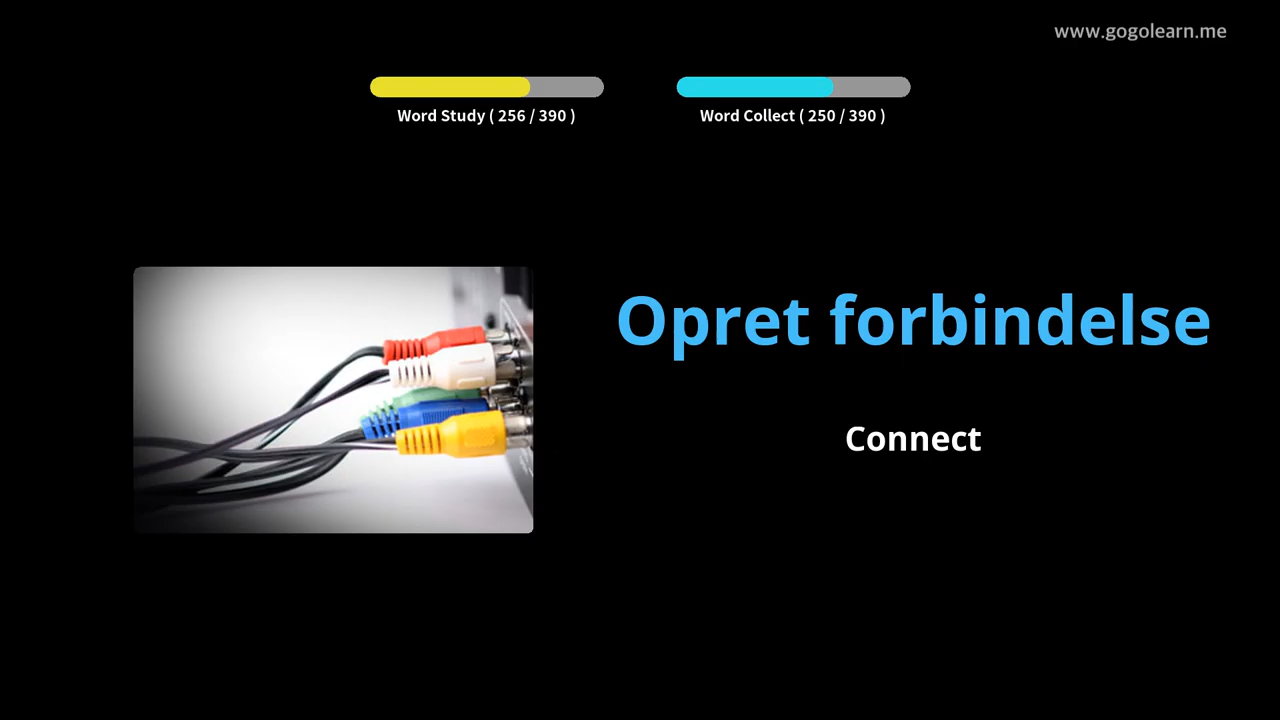 www.gogolearn.me
Word Study ( 256 / 390 )
Word Collect ( 250 / 390 )
Opret forbindelse
Connect